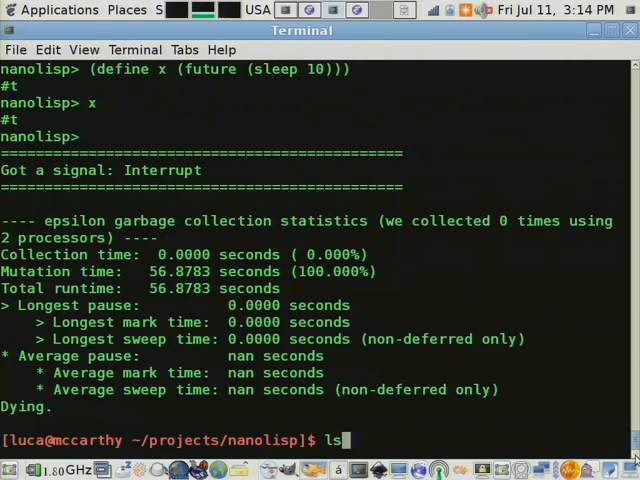 Applications Places S USA Fri Jul 11, 3:14 PM
Terminal
File Edit View Terminal Tabs Help
nanolisp> (define x (future (sleep 10)))
#t
nanolisp> x
#t
nanolisp>
==============================================
Got a signal: Interrupt
==============================================
---- epsilon garbage collection statistics (we collected 0 times using
2 processors) ----
Collection time:  0.0000 seconds ( 0.000%)
Mutation time:   56.8783 seconds (100.000%)
Total runtime:   56.8783 seconds
> Longest pause:          0.0000 seconds
    > Longest mark time:  0.0000 seconds
    > Longest sweep time: 0.0000 seconds (non-deferred only)
* Average pause:          nan seconds
    * Average mark time:  nan seconds
    * Average sweep time: nan seconds (non-deferred only)
Dying.
[luca@mccarthy ~/projects/nanolisp]$ ls
1.80GHz á